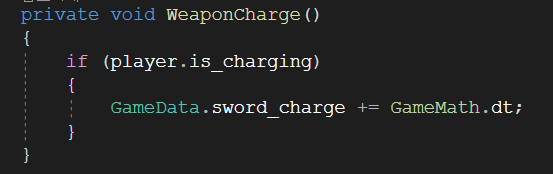 private void WeaponCharge()
{
if (player.is_charging)
{
GameData.sword_charge += GameMath.dt;
}
}